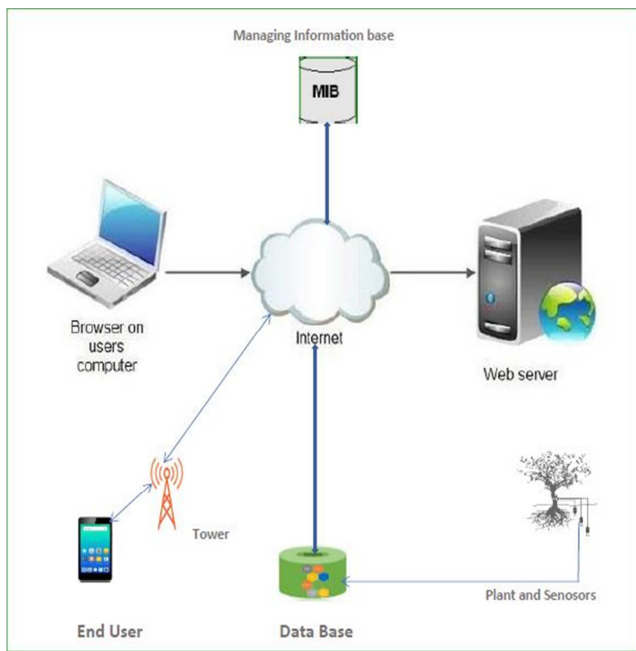 Managing Information base
MIB
Browser on
users
computer
Internet
Web server
Tower
Plant and Senosors
End User
Data Base